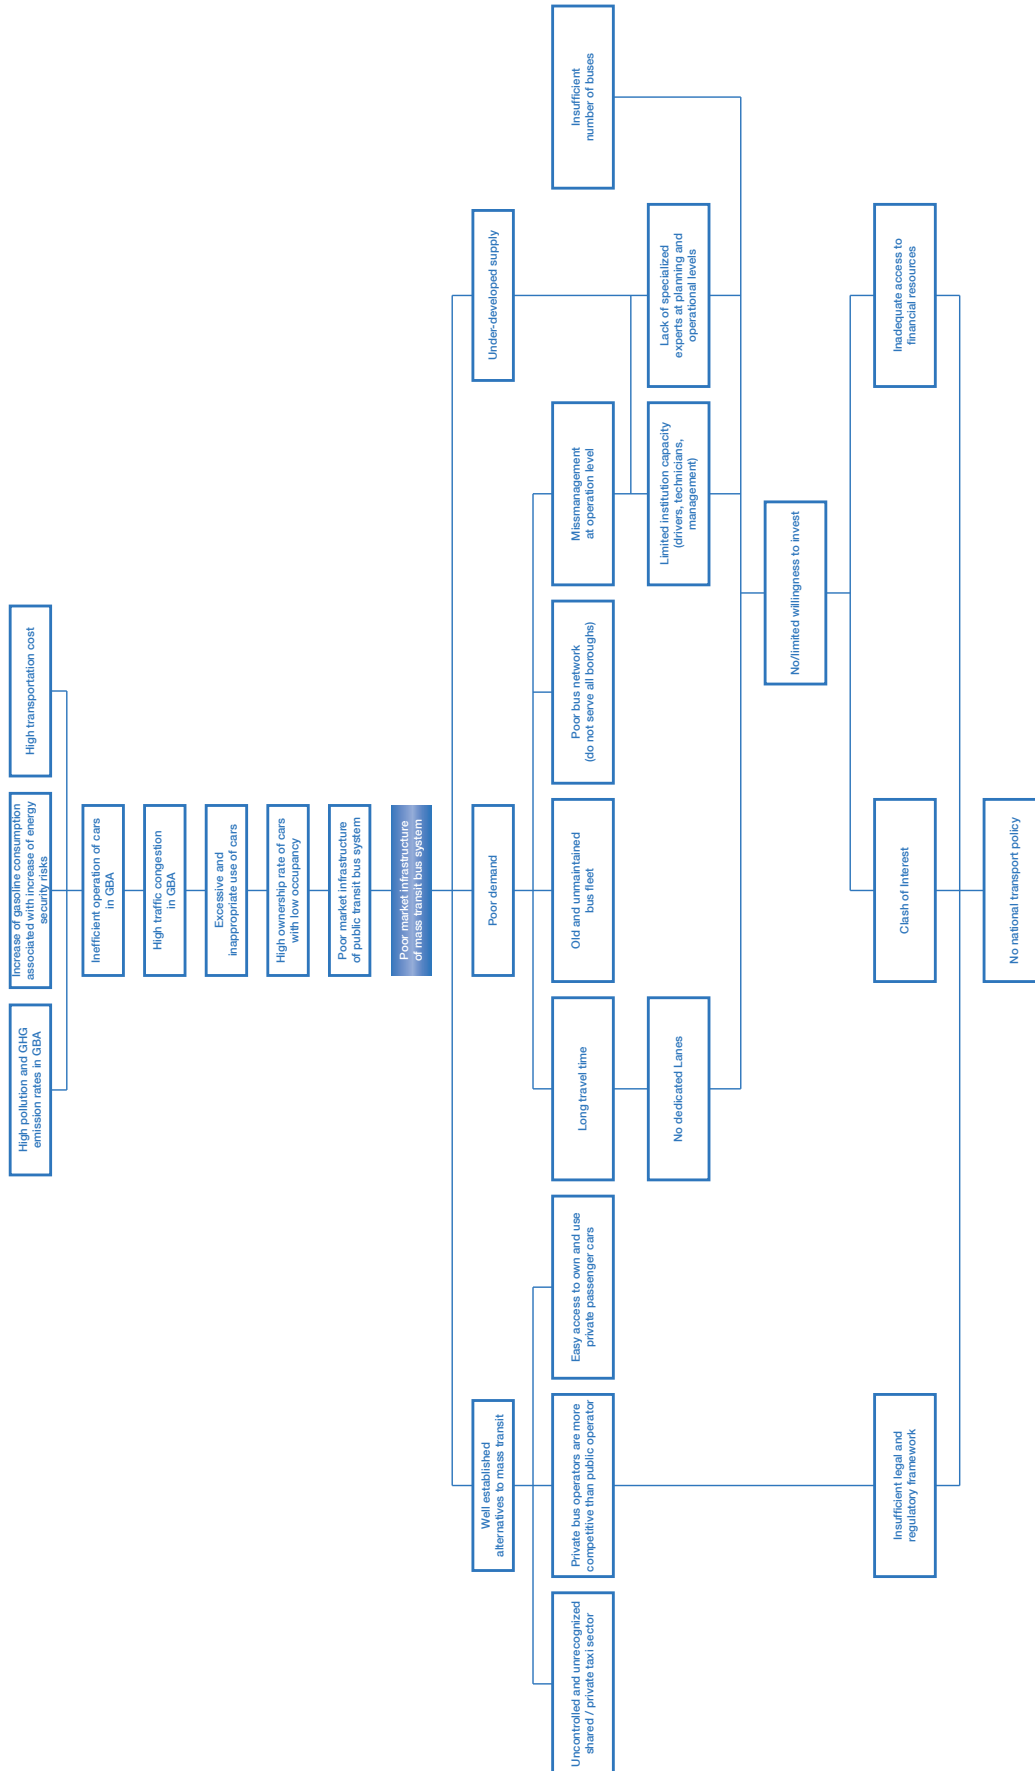 High pollution and GHG
emission rates in GBA
Increase of gasoline consumption
associated with increase of energy
security risks
High transportation cost
Inefficient operation of cars
in GBA
High traffic congestion
in GBA
Excessive and
inappropriate use of cars
High ownership rate of cars
with low occupancy
Poor market infrastructure
of public transit bus system
Poor market infrastructure
of mass transit bus system
Well established
alternatives to mass transit
Poor demand
Under-developed supply
Uncontrolled and unrecognized
shared / private taxi sector
Private bus operators are more
competitive than public operator
Easy access to own and use
private passenger cars
Long travel time
Old and unmaintained
bus fleet
Poor bus network
(do not serve all boroughs)
Missmanagement
at operation level
Insufficient
number of buses
No dedicated Lanes
Limited institution capacity
(drivers, technicians,
management)
Lack of specialized
experts at planning and
operational levels
No/limited willingness to invest
Insufficient legal and
regulatory framework
Clash of Interest
Inadequate access to
financial resources
No national transport policy